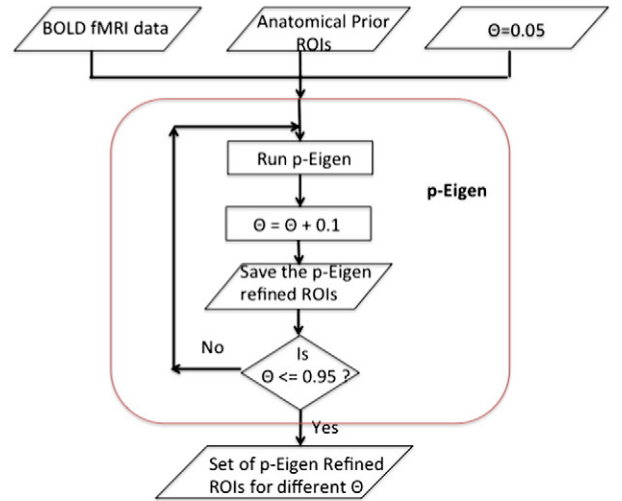 BOLD fMRI data
Anatomical Prior
ROIs
Θ=0.05
Run p-Eigen
p-Eigen
Θ = Θ + 0.1
Save the p-Eigen
refined ROIs
No
Is
Θ <= 0.95 ?
Yes
Set of p-Eigen Refined
ROIs for different Θ